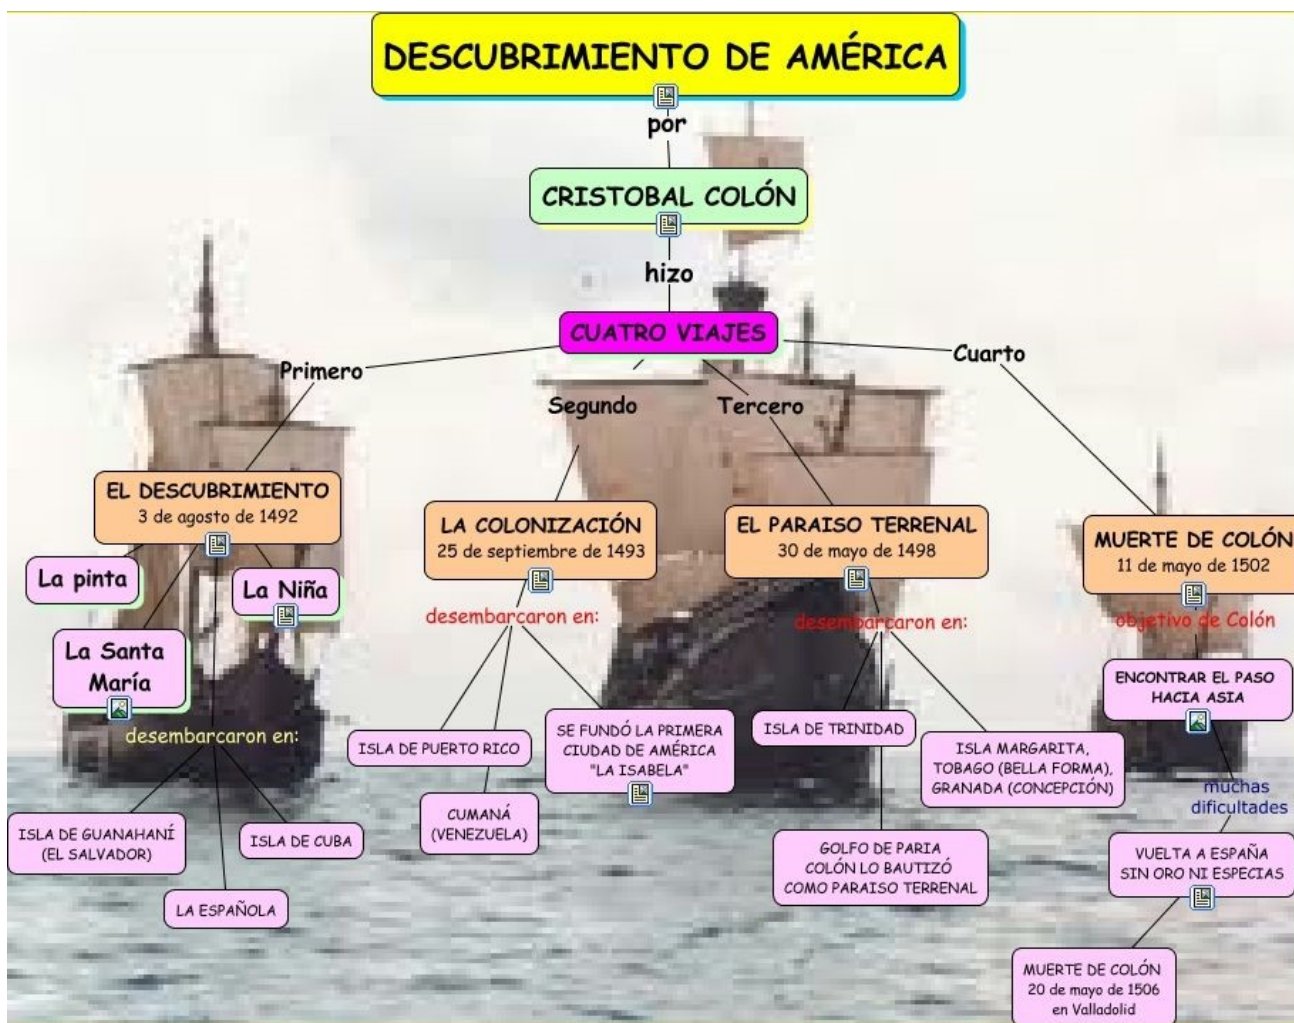 DESCUBRIMIENTO DE AMÉRICA
por
CRISTOBAL COLÓN
hizo
CUATRO VIAJES
Primero
Segundo
Tercero
Cuarto
EL DESCUBRIMIENTO
3 de agosto de 1492
La pinta
La Niña
La Santa
María
desembarcaron en:
ISLA DE GUANAHANÍ
(EL SALVADOR)
LA ESPAÑOLA
ISLA DE CUBA
LA COLONIZACIÓN
25 de septiembre de 1493
desembarcaron en:
ISLA DE PUERTO RICO
CUMANÁ
(VENEZUELA)
SE FUNDÓ LA PRIMERA
CIUDAD DE AMÉRICA
"LA ISABELA"
EL PARAISO TERRENAL
30 de mayo de 1498
desembarcaron en:
ISLA DE TRINIDAD
GOLFO DE PARIA
COLÓN LO BAUTIZÓ
COMO PARAISO TERRENAL
ISLA MARGARITA,
TOBAGO (BELLA FORMA),
GRANADA (CONCEPCIÓN)
MUERTE DE COLÓN
11 de mayo de 1502
objetivo de Colón
ENCONTRAR EL PASO
HACIA ASIA
muchas
dificultades
VUELTA A ESPAÑA
SIN ORO NI ESPECIAS
MUERTE DE COLÓN
20 de mayo de 1506
en Valladolid